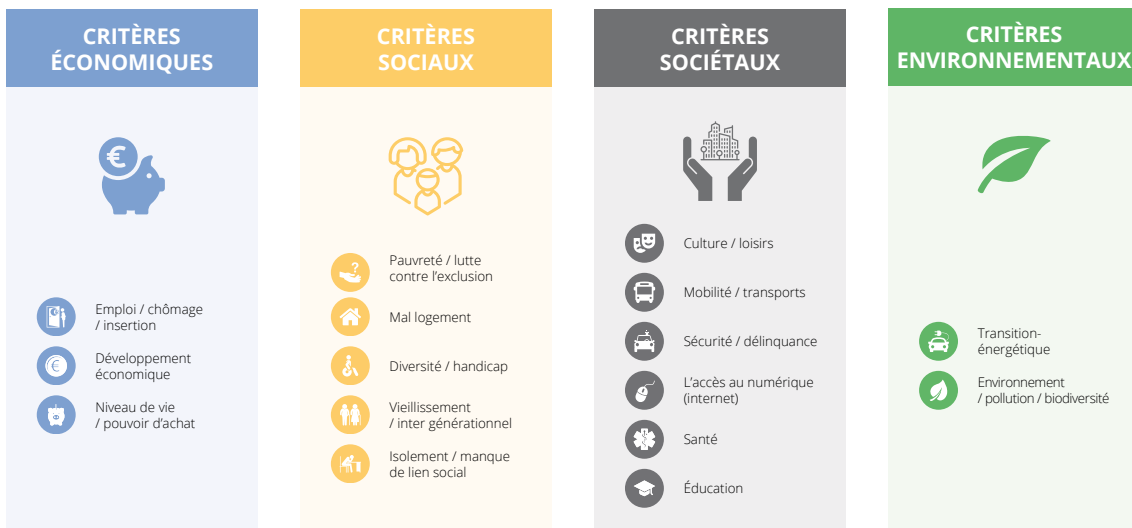 CRITÈRES
ÉCONOMIQUES
€
Emploi / chômage
/ insertion
€
Développement
économique
Niveau de vie
/ pouvoir d'achat
CRITÈRES
SOCIAUX
?
Pauvreté / lutte
contre l'exclusion
Mal logement
Diversité / handicap
Vieillissement
/ inter générationnel
Isolement / manque
de lien social
CRITÈRES
SOCIÉTAUX
Culture / loisirs
Mobilité / transports
Sécurité / délinquance
L'accès au numérique
(internet)
Santé
Éducation
CRITÈRES
ENVIRONNEMENTAUX
Transition-
énergétique
Environnement
/ pollution / biodiversité